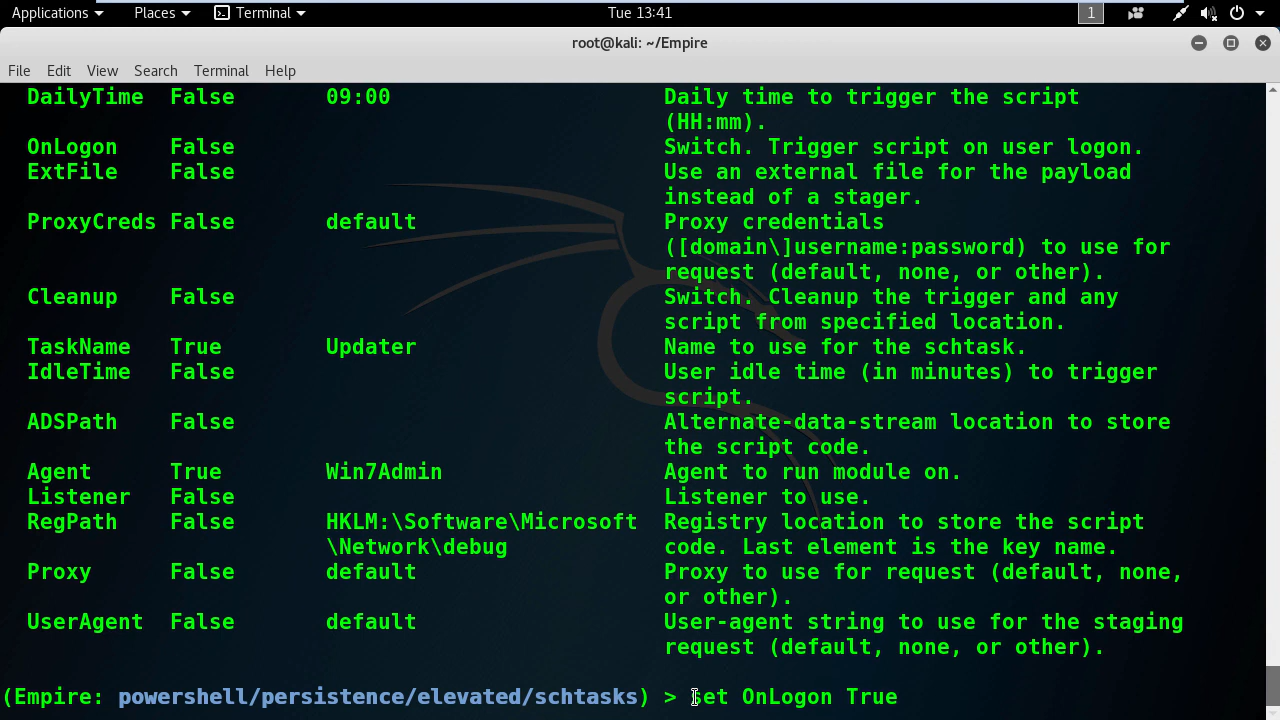 Applications Places Terminal Tue 13:41 1
root@kali: ~/Empire
File Edit View Search Terminal Help
DailyTime False 09:00 Daily time to trigger the script
(HH:mm).
OnLogon False Switch. Trigger script on user logon.
ExtFile False Use an external file for the payload
instead of a stager.
ProxyCreds False default Proxy credentials
([domain\]username:password) to use for
request (default, none, or other).
Cleanup False Switch. Cleanup the trigger and any
script from specified location.
TaskName True Updater Name to use for the schtask.
IdleTime False User idle time (in minutes) to trigger
script.
ADSPath False Alternate-data-stream location to store
the script code.
Agent True Win7Admin Agent to run module on.
Listener False Listener to use.
RegPath False HKLM:\Software\Microsoft Registry location to store the script
\Network\debug code. Last element is the key name.
Proxy False default Proxy to use for request (default, none,
or other).
UserAgent False default User-agent string to use for the staging
request (default, none, or other).
(Empire: powershell/persistence/elevated/schtasks) > set OnLogon True